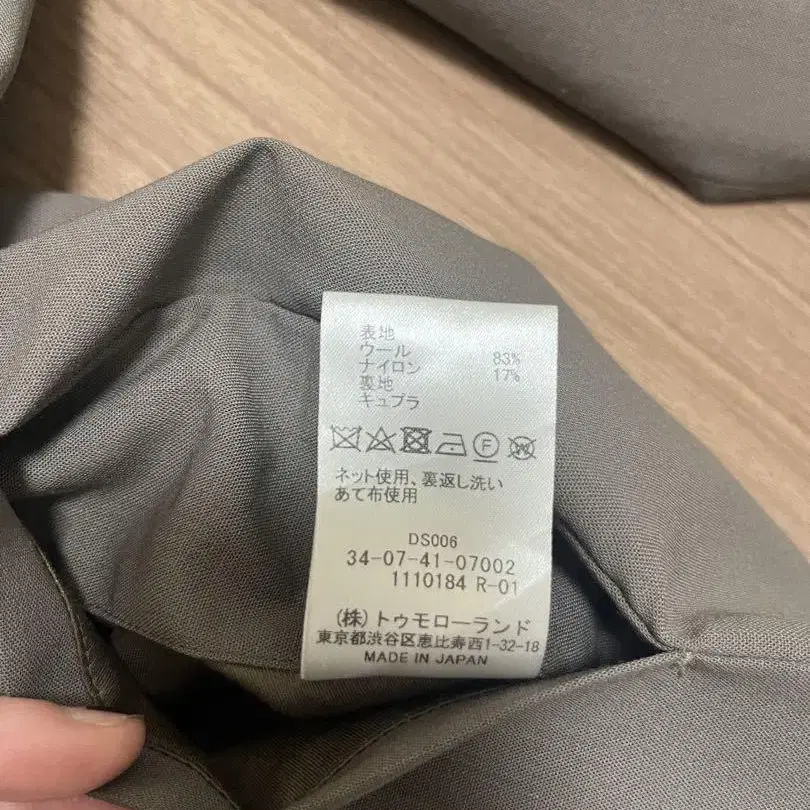 表地
ウール 83%
ナイロン 17%
裏地
キュプラ
F W
ネット使用、裏返し洗い
あて布使用
DS006
34-07-41-07002
1110184 R-01
(株)トゥモローランド
東京都渋谷区恵比寿西1-32-18
MADE IN JAPAN